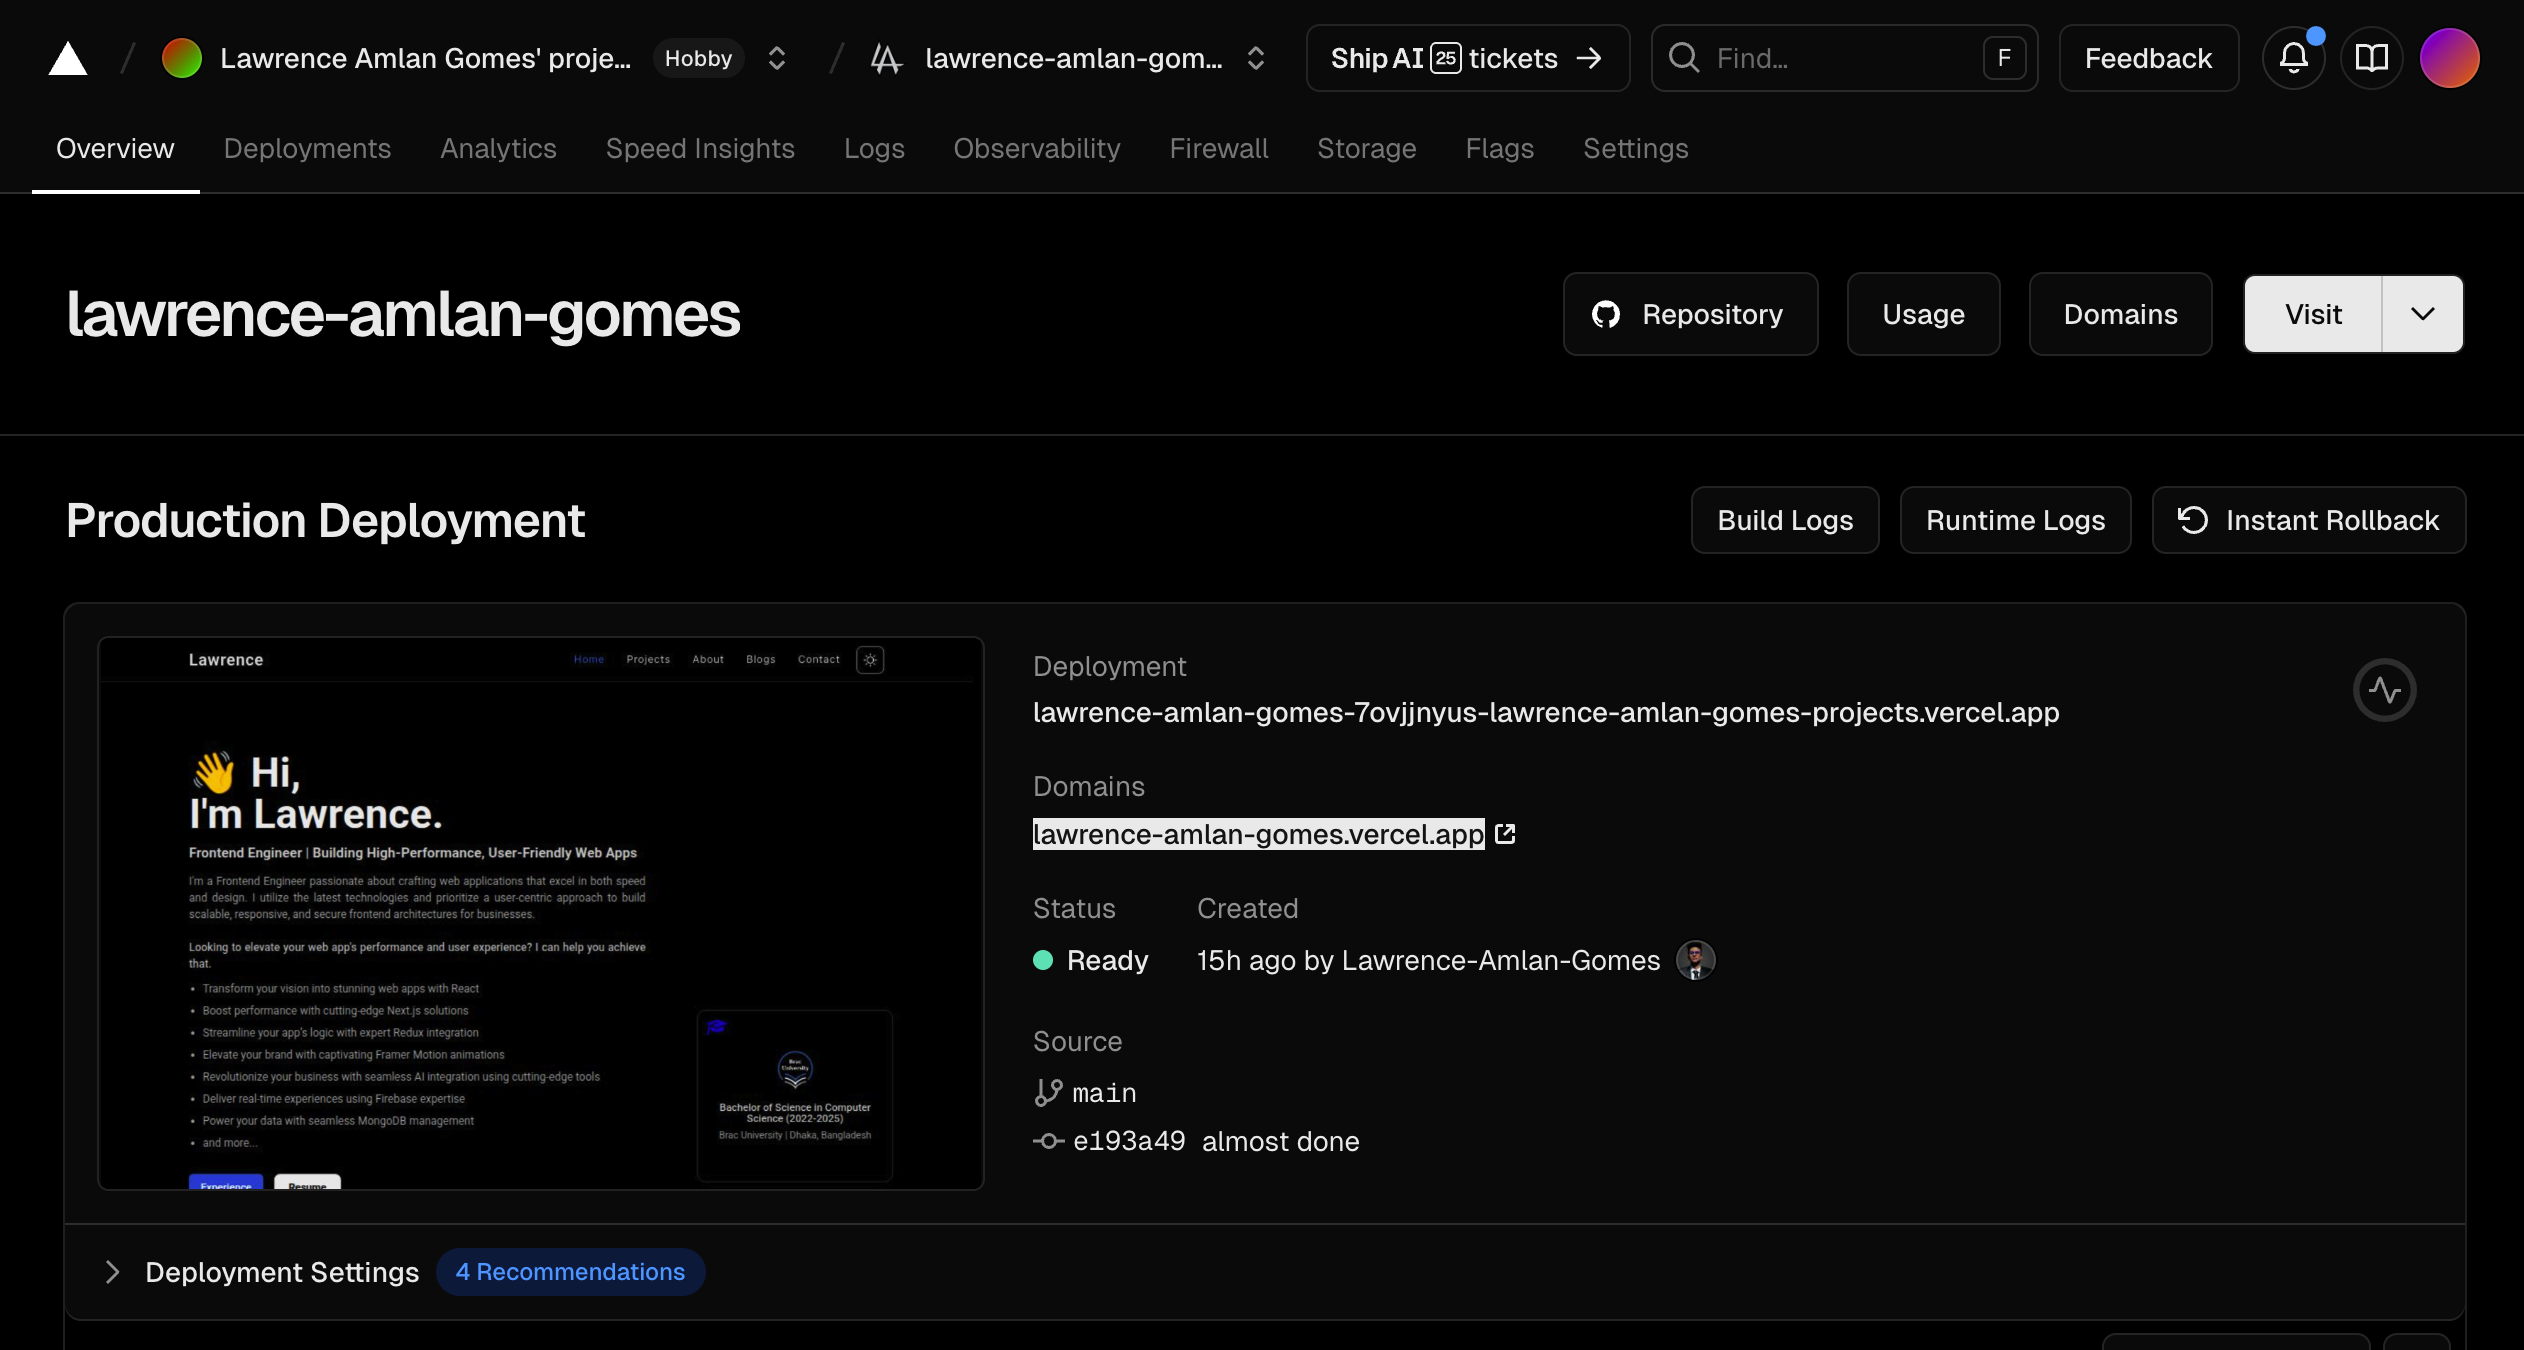 Lawrence Amlan Gomes' proje... Hobby lawrence-amlan-gom... Ship AI 25 tickets → Find... F Feedback
Overview Deployments Analytics Speed Insights Logs Observability Firewall Storage Flags Settings
lawrence-amlan-gomes
Repository Usage Domains Visit
Production Deployment
Build Logs Runtime Logs Instant Rollback
Lawrence
Home Projects About Blogs Contact
👋 Hi,
I'm Lawrence.
Frontend Engineer | Building High-Performance, User-Friendly Web Apps
I'm a Frontend Engineer passionate about crafting web applications that excel in both speed
and design. I utilize the latest technologies and prioritize a user-centric approach to build
scalable, responsive, and secure frontend architectures for businesses.
Looking to elevate your web app's performance and user experience? I can help you achieve
that.
• Transform your vision into stunning web apps with React
• Boost performance with cutting-edge Next.js solutions
• Streamline your app's logic with expert Redux integration
• Elevate your brand with captivating Framer Motion animations
• Revolutionize your business with seamless AI integration using cutting-edge tools
• Deliver real-time experiences using Firebase expertise
• Power your data with seamless MongoDB management
• and more...
Experience Resume
Brac
University
Bachelor of Science in Computer
Science (2022-2025)
Brac University | Dhaka, Bangladesh
Deployment
lawrence-amlan-gomes-7ovjjnyus-lawrence-amlan-gomes-projects.vercel.app
Domains
lawrence-amlan-gomes.vercel.app
Status Created
Ready 15h ago by Lawrence-Amlan-Gomes
Source
main
e193a49 almost done
Deployment Settings 4 Recommendations